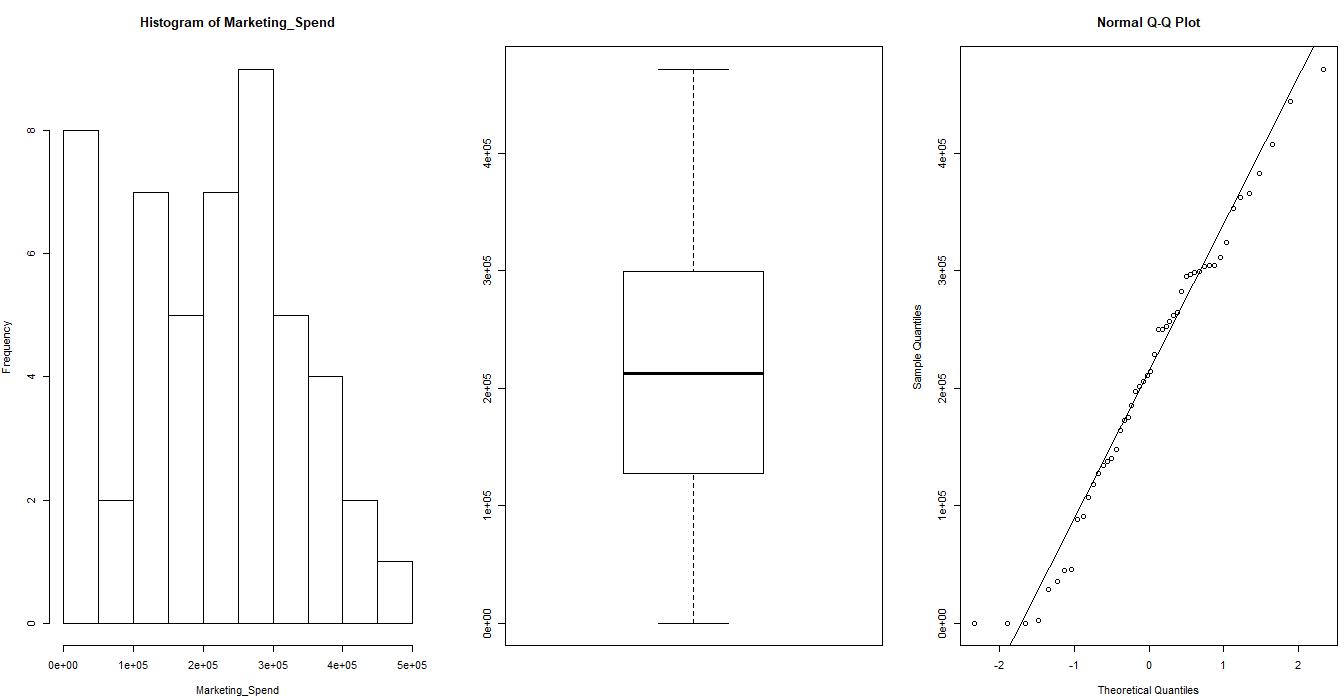 Histogram of Marketing_Spend
Frequency
8
6
4
2
0
0e+00 1e+05 2e+05 3e+05 4e+05 5e+05
Marketing_Spend
4e+05
3e+05
2e+05
1e+05
0e+00
Normal Q-Q Plot
Sample Quantiles
4e+05
3e+05
2e+05
1e+05
0e+00
-2 -1 0 1 2
Theoretical Quantiles